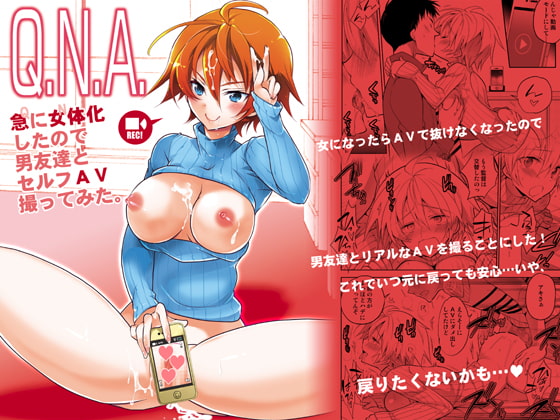 Q.N.A.
急に女体化
したので
男友達と
セルフAV
撮ってみた。
REC!
女になったらAVで抜けなくなったので
男友達とリアルなAVを撮ることにした!
これでいつ元に戻っても安心…いや、
戻りたくないかも…♥